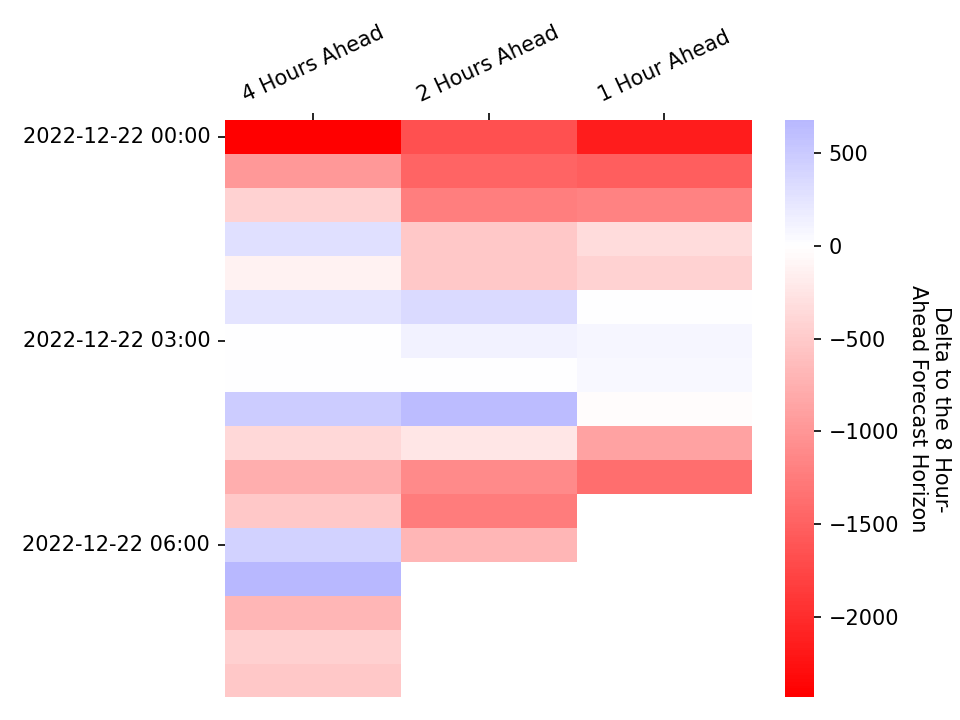 4 Hours Ahead
2 Hours Ahead
1 Hour Ahead
2022-12-22 00:00
2022-12-22 03:00
2022-12-22 06:00
500
0
−500
−1000
−1500
−2000
Delta to the 8 Hour-
Ahead Forecast Horizon